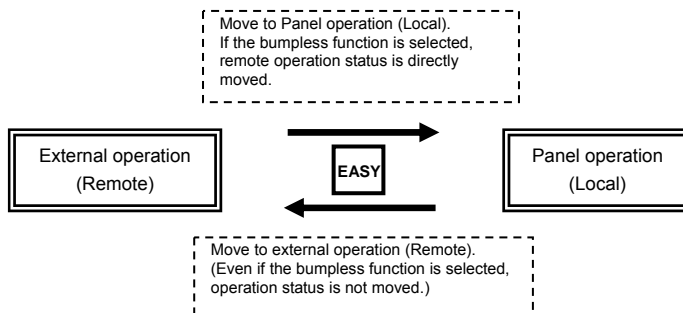 Move to Panel operation (Local).
If the bumpless function is selected,
remote operation status is directly
moved.
External operation
(Remote)
EASY
Panel operation
(Local)
Move to external operation (Remote).
(Even if the bumpless function is selected,
operation status is not moved.)